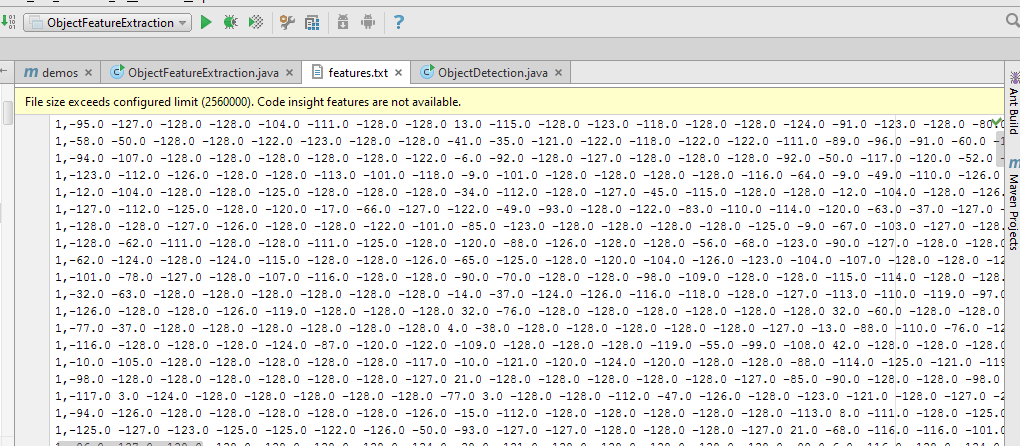 ObjectFeatureExtraction
demos
ObjectFeatureExtraction.java
features.txt
ObjectDetection.java
File size exceeds configured limit (2560000). Code insight features are not available.
1,-95.0 -127.0 -128.0 -128.0 -104.0 -111.0 -128.0 -128.0 13.0 -115.0 -128.0 -123.0 -118.0 -128.0 -128.0 -124.0 -91.0 -123.0 -128.0 -80.0
1,-58.0 -50.0 -128.0 -128.0 -122.0 -123.0 -128.0 -128.0 -41.0 -35.0 -121.0 -122.0 -118.0 -122.0 -122.0 -111.0 -89.0 -96.0 -91.0 -60.0
1,-94.0 -107.0 -128.0 -128.0 -128.0 -128.0 -128.0 -122.0 -6.0 -92.0 -128.0 -127.0 -128.0 -128.0 -128.0 -92.0 -50.0 -117.0 -120.0 -52.0
1,-123.0 -112.0 -126.0 -128.0 -128.0 -113.0 -101.0 -118.0 -9.0 -101.0 -128.0 -128.0 -128.0 -128.0 -116.0 -64.0 -9.0 -49.0 -110.0 -126.0
1,-12.0 -104.0 -128.0 -125.0 -128.0 -128.0 -128.0 -34.0 -112.0 -128.0 -127.0 -45.0 -115.0 -128.0 -128.0 -12.0 -104.0 -128.0 -126.
1,-127.0 -112.0 -125.0 -128.0 -120.0 -17.0 -66.0 -127.0 -122.0 -49.0 -93.0 -128.0 -122.0 -83.0 -110.0 -114.0 -120.0 -63.0 -37.0 -127.0
1,-128.0 -128.0 -127.0 -126.0 -128.0 -128.0 -122.0 -101.0 -85.0 -123.0 -128.0 -128.0 -128.0 -128.0 -125.0 -9.0 -67.0 -103.0 -127.0 -128.
1,-128.0 -62.0 -111.0 -128.0 -128.0 -111.0 -125.0 -128.0 -120.0 -88.0 -126.0 -128.0 -128.0 -56.0 -68.0 -123.0 -90.0 -127.0 -128.0 -128.0
1,-62.0 -124.0 -128.0 -124.0 -115.0 -128.0 -128.0 -126.0 -65.0 -125.0 -128.0 -120.0 -104.0 -126.0 -123.0 -104.0 -107.0 -128.0 -128.0 -12
1,-101.0 -78.0 -127.0 -128.0 -107.0 -116.0 -128.0 -128.0 -90.0 -70.0 -128.0 -128.0 -98.0 -109.0 -128.0 -128.0 -115.0 -114.0 -128.0 -128.
1,-32.0 -63.0 -128.0 -128.0 -128.0 -128.0 -128.0 -128.0 -14.0 -37.0 -124.0 -126.0 -116.0 -118.0 -128.0 -127.0 -113.0 -110.0 -119.0 -97.0
1,-126.0 -128.0 -128.0 -126.0 -119.0 -128.0 -128.0 -128.0 32.0 -76.0 -128.0 -128.0 -128.0 -128.0 -128.0 32.0 -60.0 -128.0 -128.0
1,-77.0 -37.0 -128.0 -128.0 -128.0 -128.0 -128.0 -128.0 4.0 -38.0 -128.0 -128.0 -128.0 -128.0 -128.0 -127.0 -13.0 -88.0 -110.0 -76.0 -12
1,-116.0 -128.0 -128.0 -128.0 -124.0 -87.0 -120.0 -122.0 -109.0 -128.0 -128.0 -128.0 -119.0 -55.0 -99.0 -108.0 42.0 -128.0 -128.0 -128.0
1,-10.0 -105.0 -128.0 -128.0 -128.0 -128.0 -128.0 -117.0 -10.0 -121.0 -120.0 -124.0 -120.0 -128.0 -128.0 -88.0 -114.0 -125.0 -121.0 -119
1,-98.0 -128.0 -128.0 -128.0 -128.0 -128.0 -128.0 -127.0 21.0 -128.0 -128.0 -128.0 -128.0 -128.0 -127.0 -85.0 -90.0 -128.0 -128.0 -98.0
1,-117.0 3.0 -124.0 -128.0 -128.0 -128.0 -128.0 -77.0 3.0 -128.0 -128.0 -112.0 -47.0 -126.0 -128.0 -123.0 -121.0 -128.0 -127.0 -2
1,-94.0 -126.0 -128.0 -128.0 -128.0 -128.0 -128.0 -126.0 -15.0 -112.0 -128.0 -128.0 -128.0 -128.0 -128.0 -113.0 8.0 -111.0 -128.0 -125.0
1,-125.0 -127.0 -123.0 -125.0 -125.0 -122.0 -126.0 -50.0 -93.0 -127.0 -127.0 -128.0 -128.0 -128.0 -127.0 21.0 -68.0 -116.0 -116.0 -101.0
Ant Build
Maven Projects